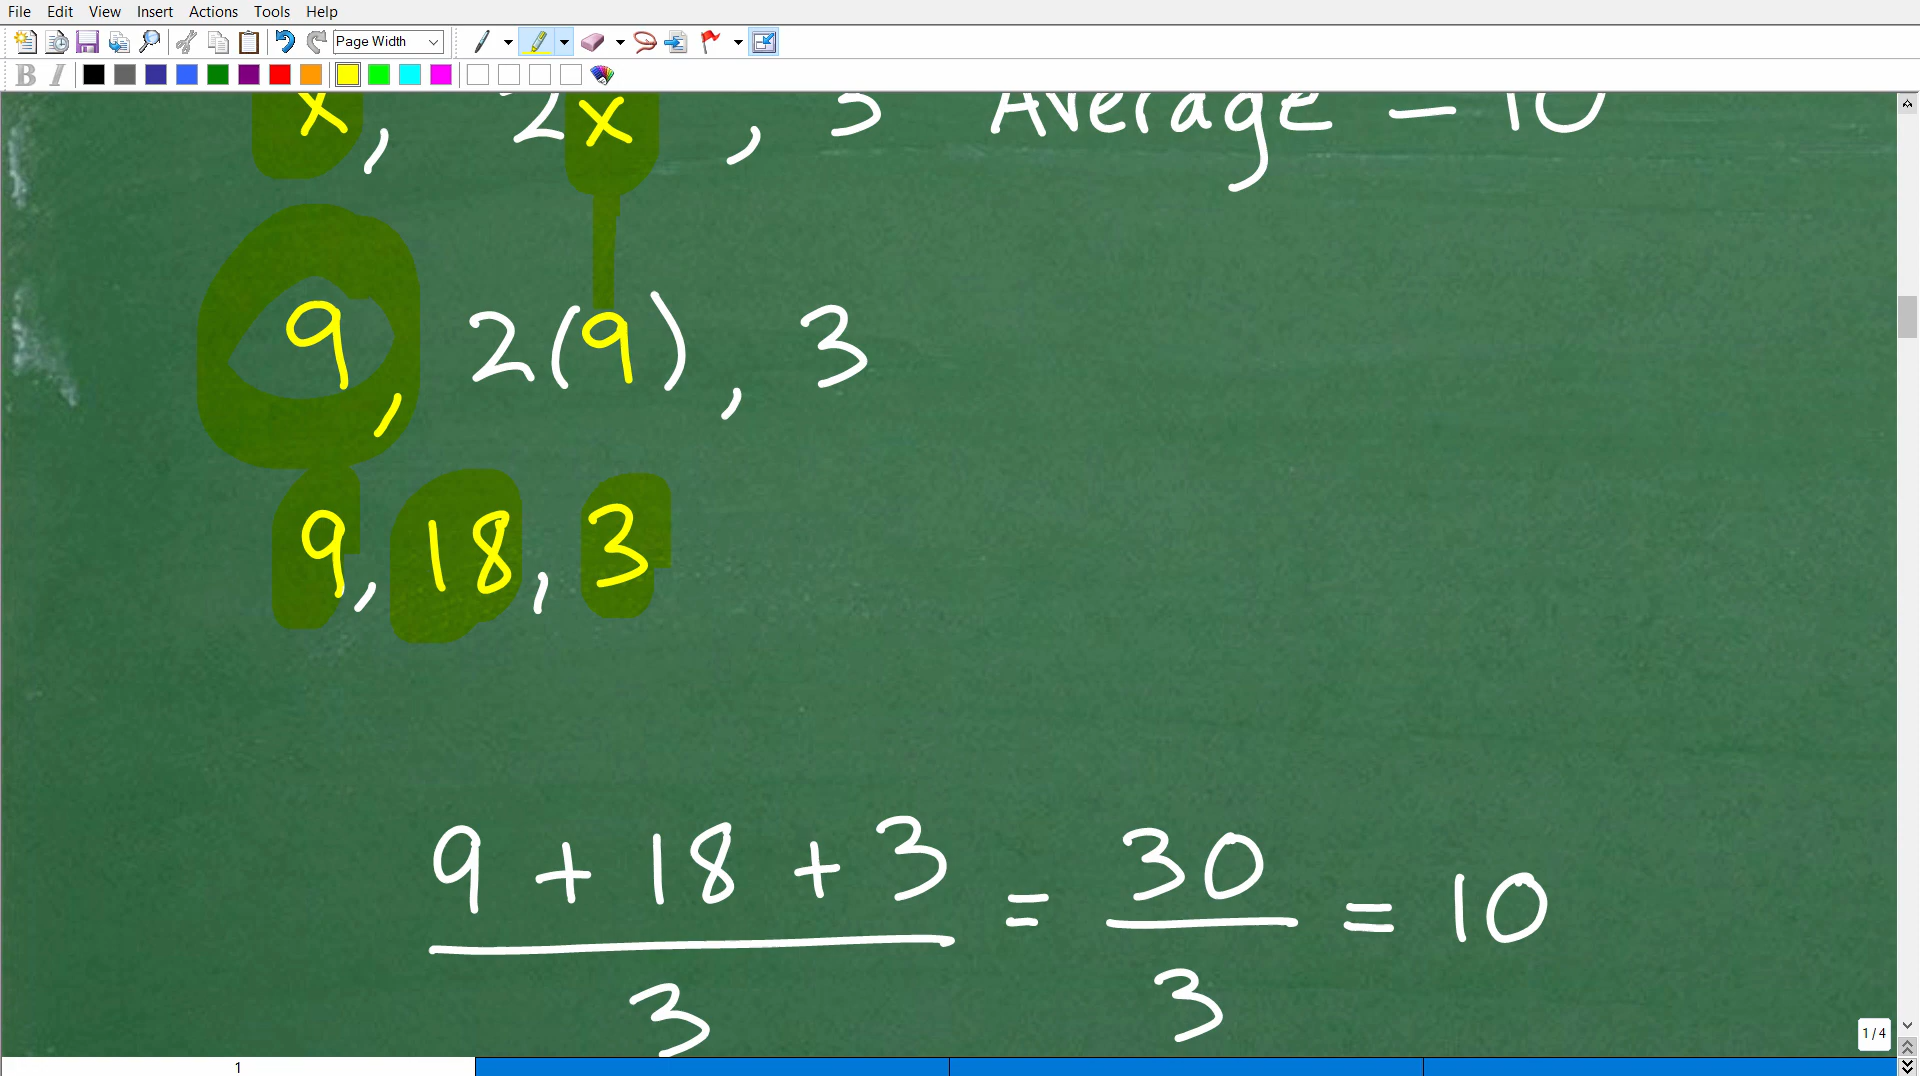 File Edit View Insert Actions Tools Help
Page Width
B I
x, 2x, 3 Average - 10
9, 2(9), 3
9, 18, 3
9 + 18 + 3 = 30 = 10
3 3
1 / 4
1